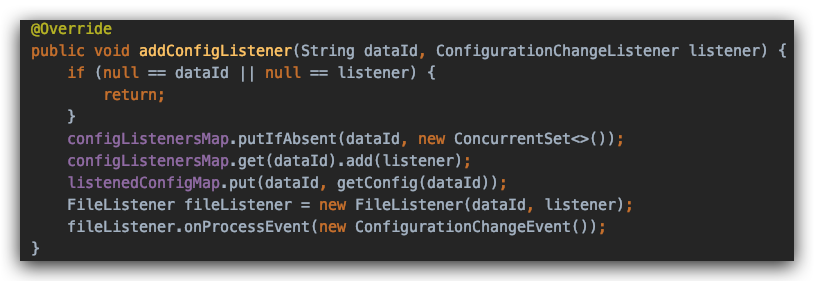 @Override
public void addConfigListener(String dataId, ConfigurationChangeListener listener) {
    if (null == dataId || null == listener) {
        return;
    }
    configListenersMap.putIfAbsent(dataId, new ConcurrentSet<>());
    configListenersMap.get(dataId).add(listener);
    listenedConfigMap.put(dataId, getConfig(dataId));
    FileListener fileListener = new FileListener(dataId, listener);
    fileListener.onProcessEvent(new ConfigurationChangeEvent());
}